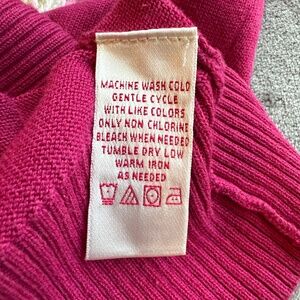 MACHINE WASH COLD
GENTLE CYCLE
WITH LIKE COLORS
ONLY NON CHLORINE
BLEACH WHEN NEEDED
TUMBLE DRY LOW
WARM IRON
AS NEEDED